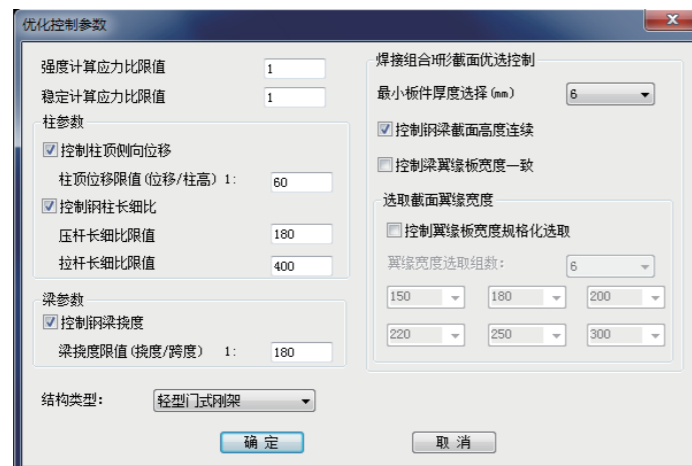 优化控制参数
强度计算应力比限值 1
稳定计算应力比限值 1
柱参数
控制柱顶侧向位移
柱顶位移限值(位移/柱高) 1: 60
控制钢柱长细比
压杆长细比限值 180
拉杆长细比限值 400
梁参数
控制钢梁挠度
梁挠度限值(挠度/跨度) 1: 180
结构类型: 轻型门式刚架
焊接组合H形截面优选控制
最小板件厚度选择(mm) 6
控制钢梁截面高度连续
控制梁翼缘板宽度一致
选取截面翼缘宽度
控制翼缘板宽度规格化选取
翼缘宽度选取组数: 6
150 180 200
220 250 300
确定 取消